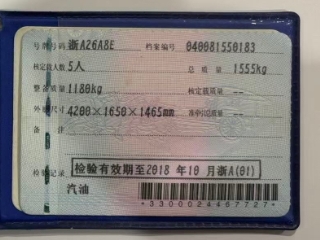 号牌号码 浙A26A8E 档案编号 040081550183
核定载人数 5人 总质量 1555kg
整备质量 1180kg 核定载质量 --
外廓尺寸 4200×1650×1465mm 准牵引总质量 --
备注
检验记录 检验有效期至2018年10月浙A(01)
汽油
*3300024467727*